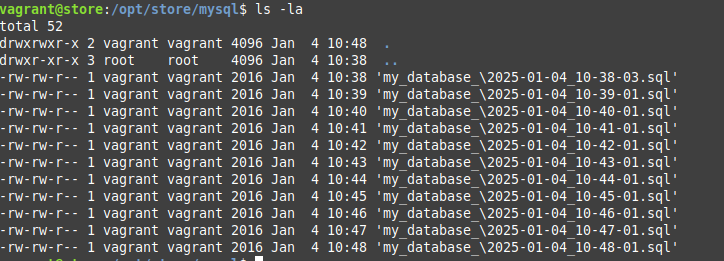 vagrant@store:/opt/store/mysql$ ls -la
total 52
drwxrwxr-x 2 vagrant vagrant 4096 Jan  4 10:48  .
drwxr-xr-x 3 root    root    4096 Jan  4 10:38  ..
-rw-rw-r-- 1 vagrant vagrant 2016 Jan  4 10:38 'my_database_\2025-01-04_10-38-03.sql'
-rw-rw-r-- 1 vagrant vagrant 2016 Jan  4 10:39 'my_database_\2025-01-04_10-39-01.sql'
-rw-rw-r-- 1 vagrant vagrant 2016 Jan  4 10:40 'my_database_\2025-01-04_10-40-01.sql'
-rw-rw-r-- 1 vagrant vagrant 2016 Jan  4 10:41 'my_database_\2025-01-04_10-41-01.sql'
-rw-rw-r-- 1 vagrant vagrant 2016 Jan  4 10:42 'my_database_\2025-01-04_10-42-01.sql'
-rw-rw-r-- 1 vagrant vagrant 2016 Jan  4 10:43 'my_database_\2025-01-04_10-43-01.sql'
-rw-rw-r-- 1 vagrant vagrant 2016 Jan  4 10:44 'my_database_\2025-01-04_10-44-01.sql'
-rw-rw-r-- 1 vagrant vagrant 2016 Jan  4 10:45 'my_database_\2025-01-04_10-45-01.sql'
-rw-rw-r-- 1 vagrant vagrant 2016 Jan  4 10:46 'my_database_\2025-01-04_10-46-01.sql'
-rw-rw-r-- 1 vagrant vagrant 2016 Jan  4 10:47 'my_database_\2025-01-04_10-47-01.sql'
-rw-rw-r-- 1 vagrant vagrant 2016 Jan  4 10:48 'my_database_\2025-01-04_10-48-01.sql'